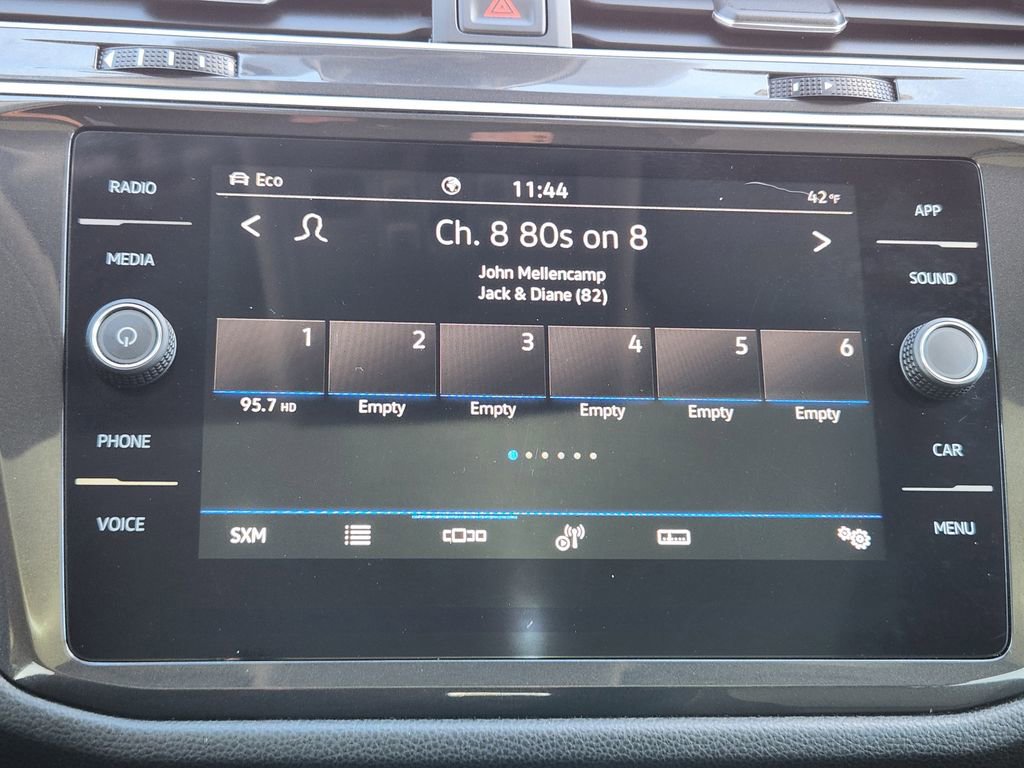 RADIO
MEDIA
PHONE
VOICE
Eco
11:44
42°F
Ch. 8 80s on 8
John Mellencamp
Jack & Diane (82)
1 2 3 4 5 6
95.7 HD Empty Empty Empty Empty Empty
SXM
APP
SOUND
CAR
MENU